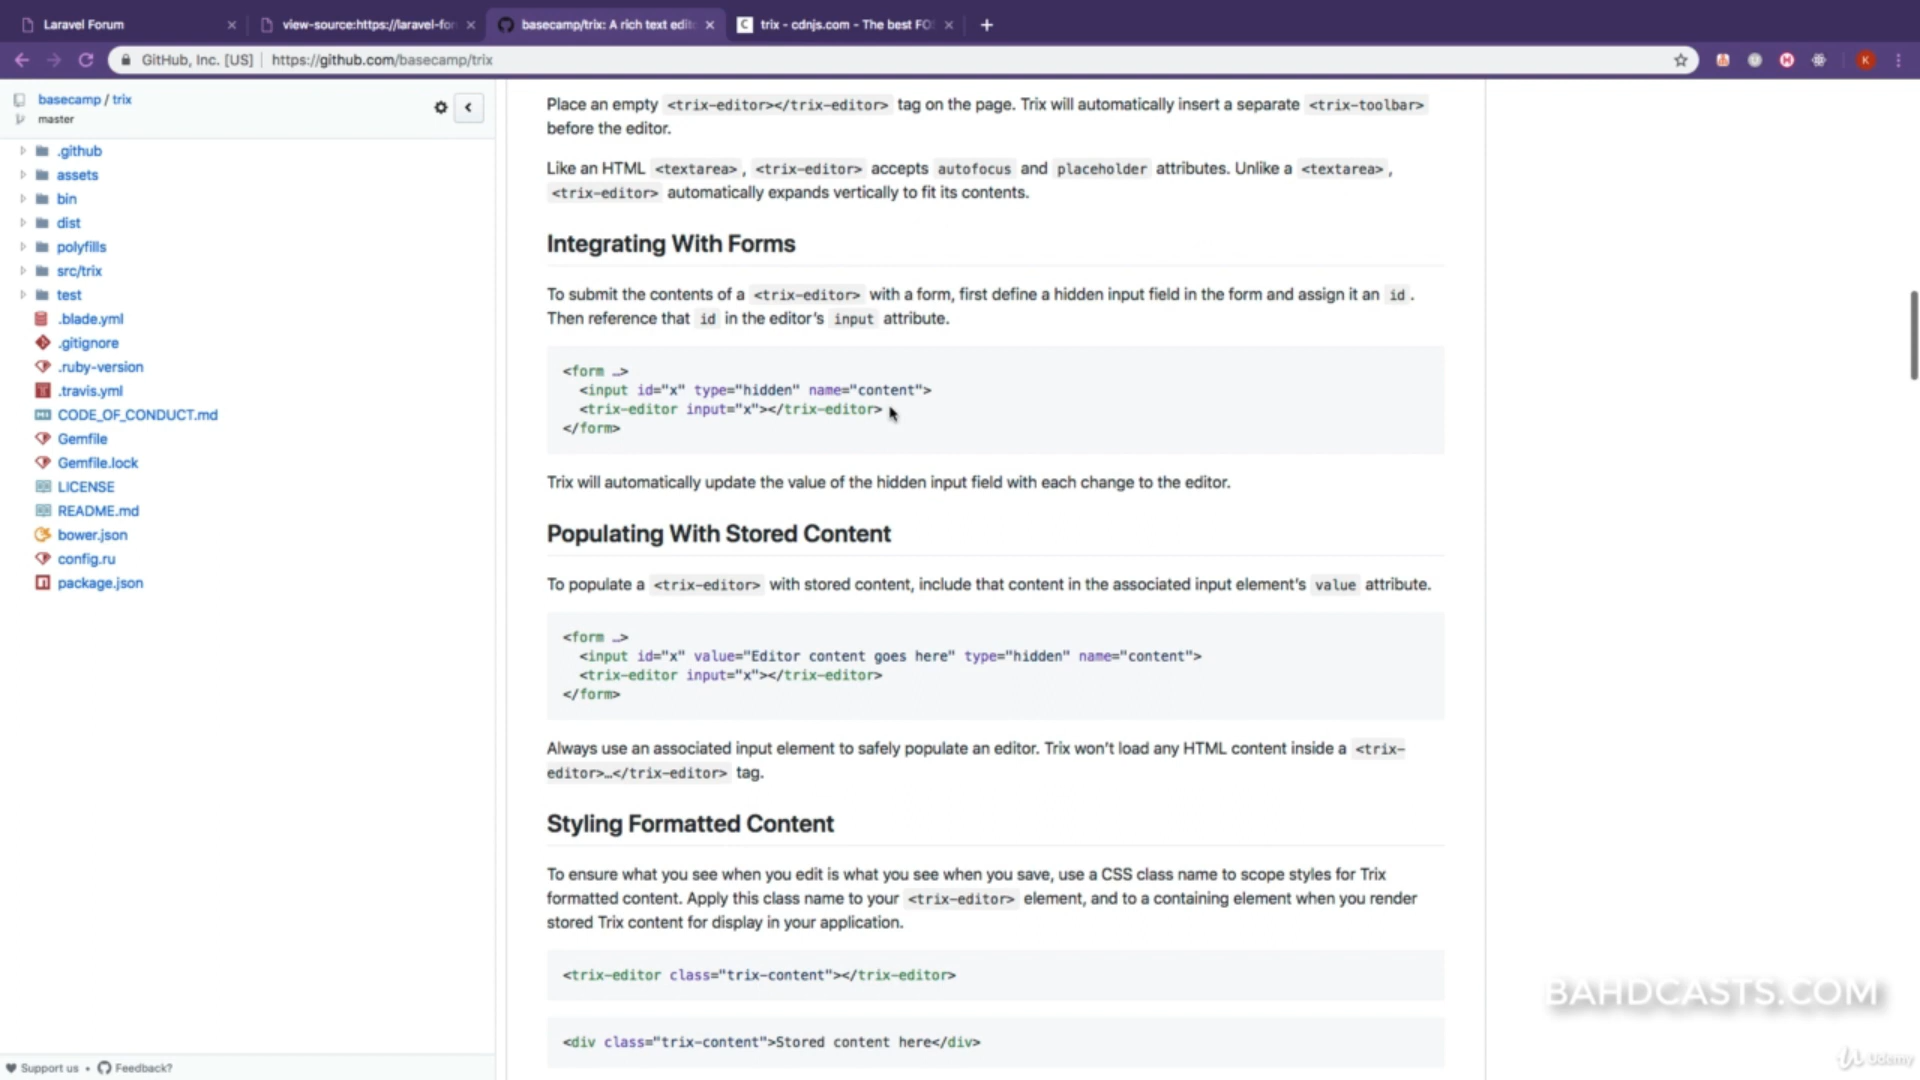 Laravel Forum
view-source:https://laravel-for
basecamp/trix: A rich text edit
trix - cdnjs.com - The best FO
GitHub, Inc. [US] | https://github.com/basecamp/trix
K
basecamp / trix
master
.github
assets
bin
dist
polyfills
src/trix
test
.blade.yml
.gitignore
.ruby-version
.travis.yml
CODE_OF_CONDUCT.md
Gemfile
Gemfile.lock
LICENSE
README.md
bower.json
config.ru
package.json
Support us • Feedback?
Place an empty <trix-editor></trix-editor> tag on the page. Trix will automatically insert a separate <trix-toolbar>
before the editor.
Like an HTML <textarea>, <trix-editor> accepts autofocus and placeholder attributes. Unlike a <textarea>,
<trix-editor> automatically expands vertically to fit its contents.
Integrating With Forms
To submit the contents of a <trix-editor> with a form, first define a hidden input field in the form and assign it an id.
Then reference that id in the editor's input attribute.
<form …>
<input id="x" type="hidden" name="content">
<trix-editor input="x"></trix-editor>
</form>
Trix will automatically update the value of the hidden input field with each change to the editor.
Populating With Stored Content
To populate a <trix-editor> with stored content, include that content in the associated input element's value attribute.
<form …>
<input id="x" value="Editor content goes here" type="hidden" name="content">
<trix-editor input="x"></trix-editor>
</form>
Always use an associated input element to safely populate an editor. Trix won't load any HTML content inside a <trix-
editor>…</trix-editor> tag.
Styling Formatted Content
To ensure what you see when you edit is what you see when you save, use a CSS class name to scope styles for Trix
formatted content. Apply this class name to your <trix-editor> element, and to a containing element when you render
stored Trix content for display in your application.
<trix-editor class="trix-content"></trix-editor>
<div class="trix-content">Stored content here</div>
BAHDCASTS.COM
Udemy